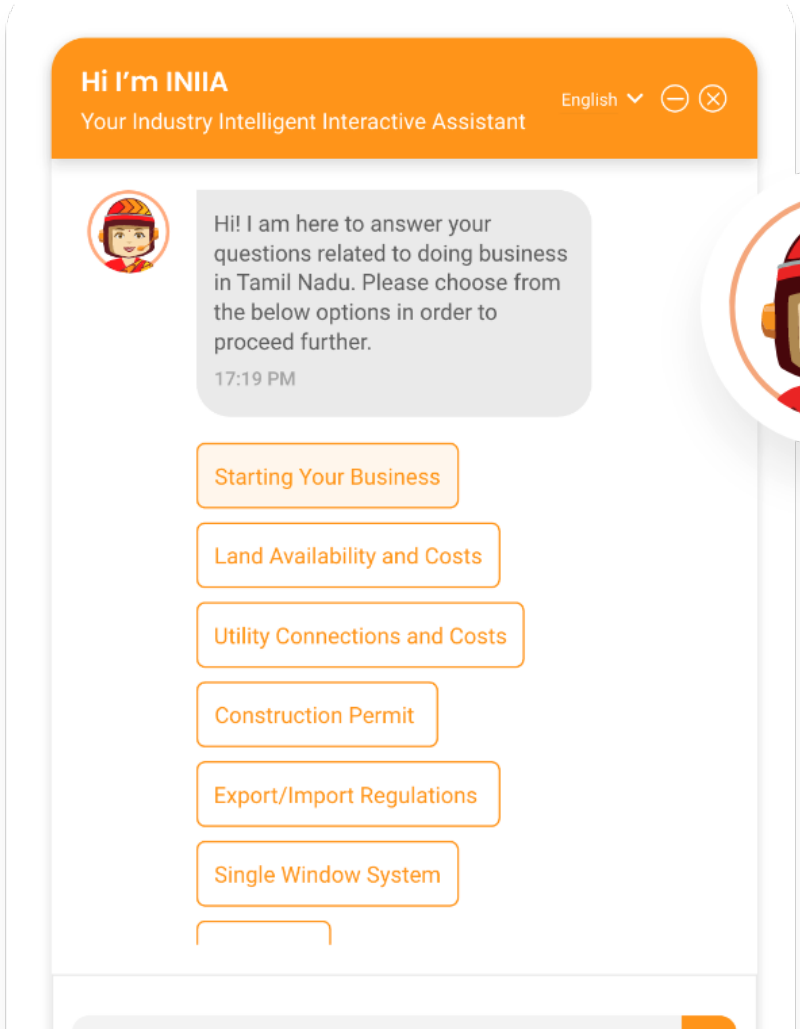 Hi I’m INIIA
Your Industry Intelligent Interactive Assistant
English
Hi! I am here to answer your
questions related to doing business
in Tamil Nadu. Please choose from
the below options in order to
proceed further.
17:19 PM
Starting Your Business
Land Availability and Costs
Utility Connections and Costs
Construction Permit
Export/Import Regulations
Single Window System